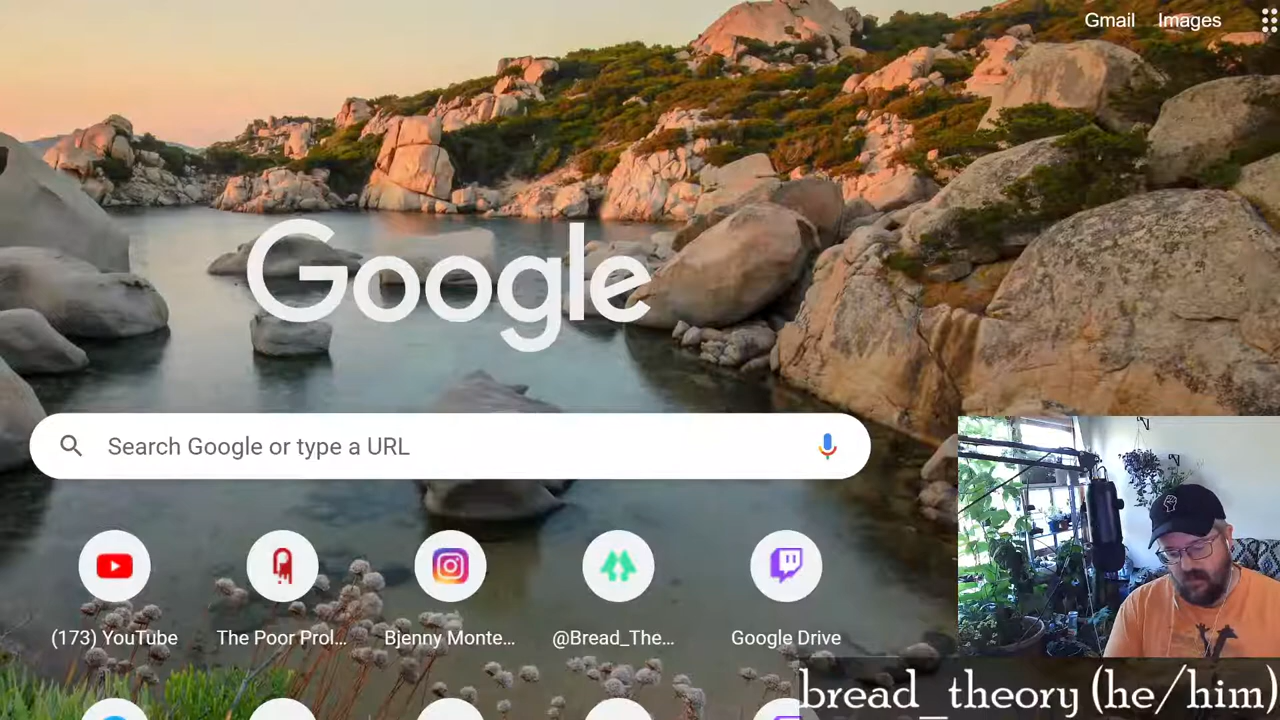 Gmail Images
Google
Search Google or type a URL
(173) YouTube
The Poor Prol...
Bjenny Monte...
@Bread_The...
Google Drive
bread_theory (he/him)